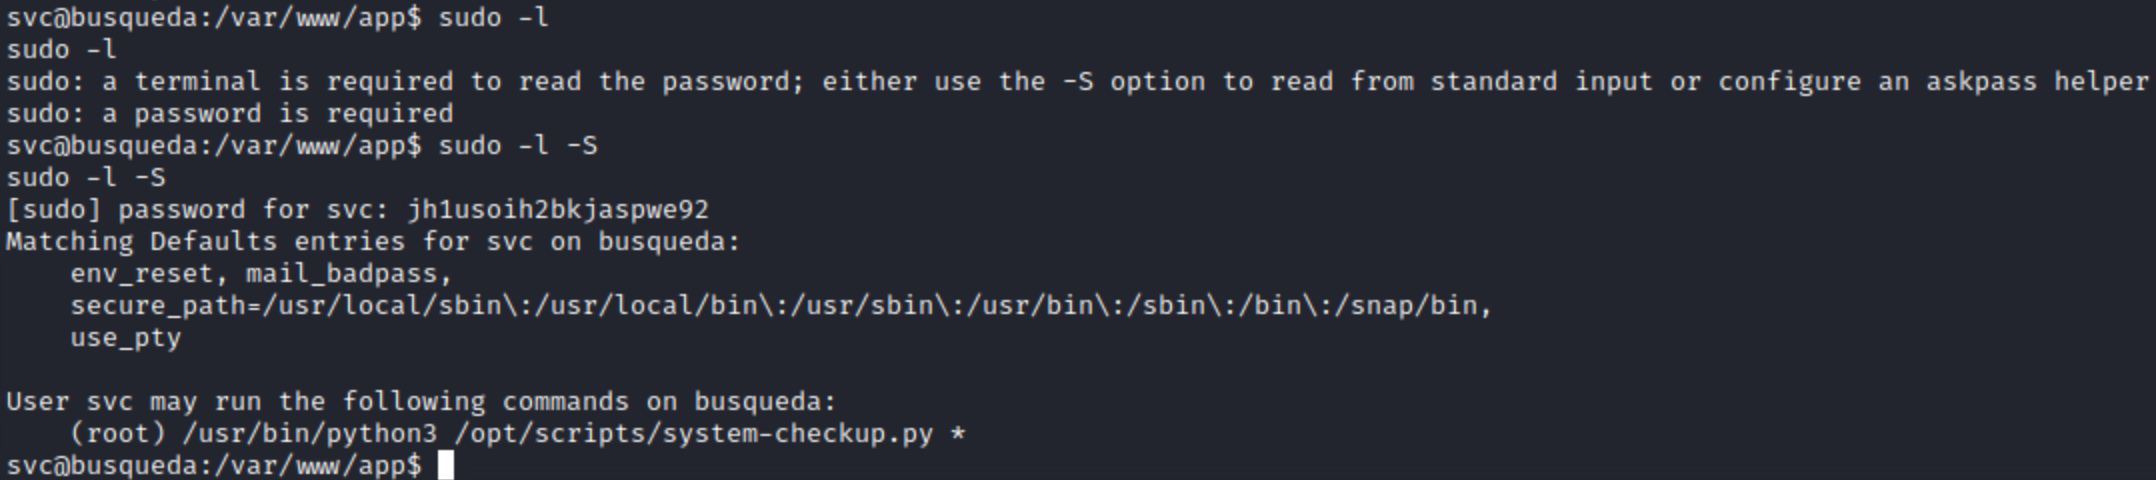 svc@busqueda:/var/www/app$ sudo -l
sudo -l
sudo: a terminal is required to read the password; either use the -S option to read from standard input or configure an askpass helper
sudo: a password is required
svc@busqueda:/var/www/app$ sudo -l -S
sudo -l -S
[sudo] password for svc: jh1usoih2bkjaspwe92
Matching Defaults entries for svc on busqueda:
    env_reset, mail_badpass,
    secure_path=/usr/local/sbin\:/usr/local/bin\:/usr/sbin\:/usr/bin\:/sbin\:/bin\:/snap/bin,
    use_pty

User svc may run the following commands on busqueda:
    (root) /usr/bin/python3 /opt/scripts/system-checkup.py *
svc@busqueda:/var/www/app$